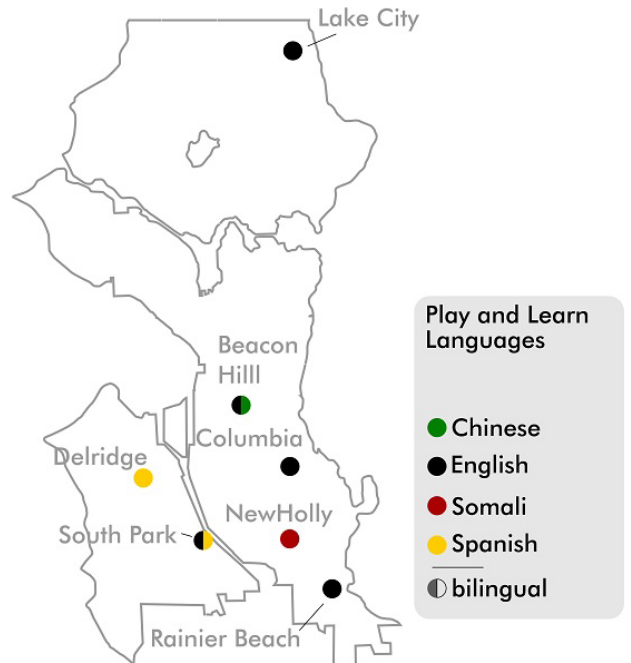 Lake City
Beacon
Hilll
Columbia
Delridge
NewHolly
South Park
Rainier Beach
Play and Learn
Languages
Chinese
English
Somali
Spanish
bilingual